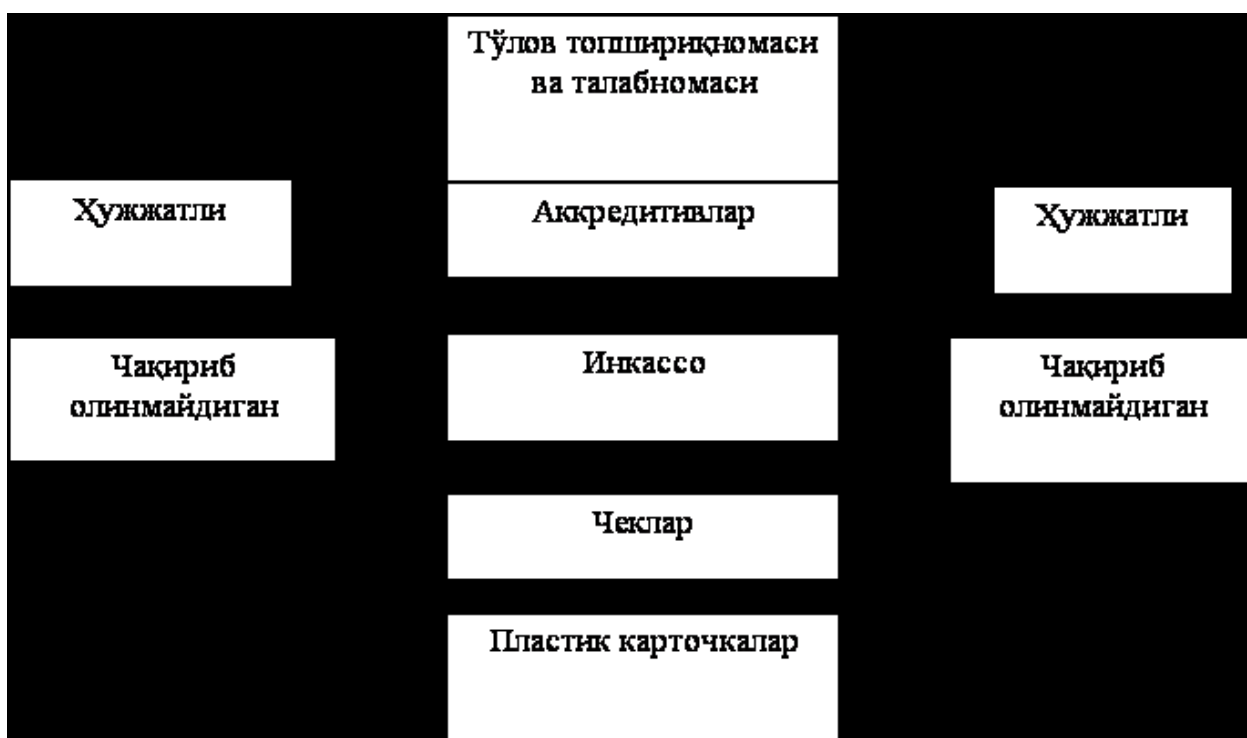 Тўлов топшириқномаси
ва талабномаси
Ҳужжатли
Аккредитивлар
Ҳужжатли
Чақириб
олинмайдиган
Инкассо
Чақириб
олинмайдиган
Чеклар
Пластик карточкалар